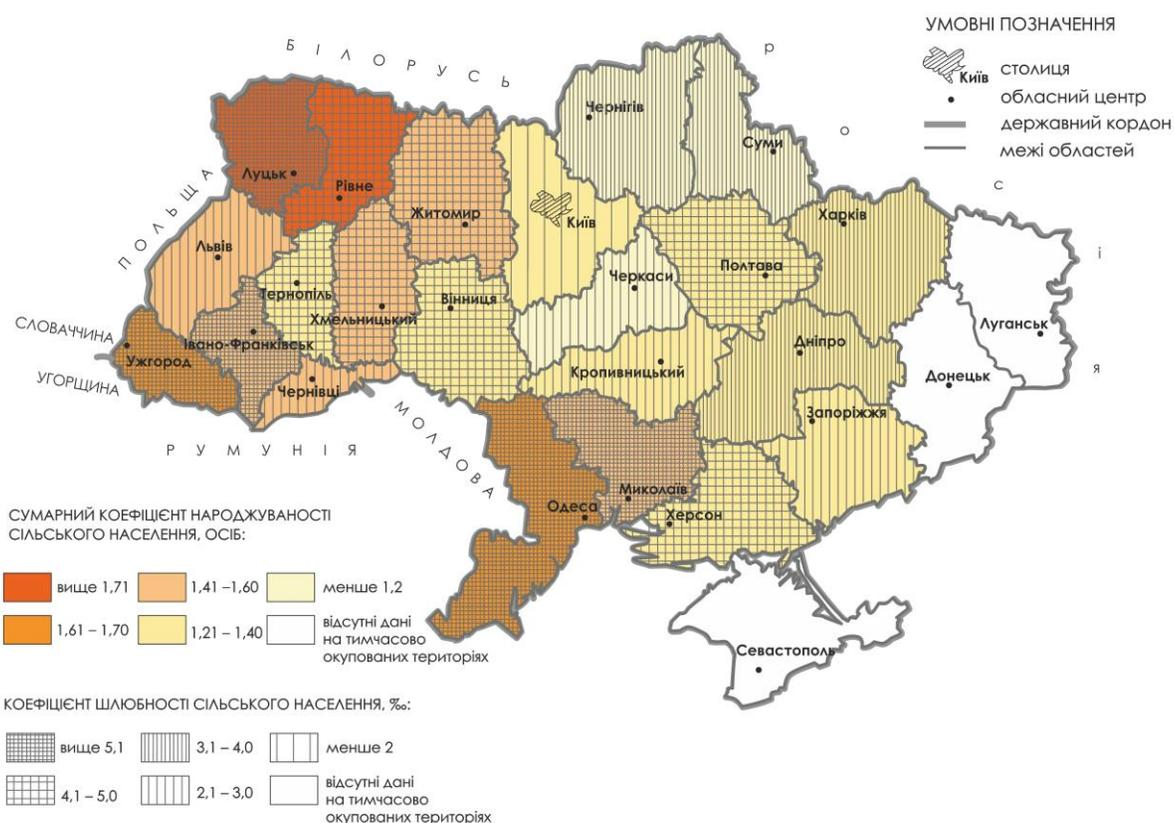 УМОВНІ ПОЗНАЧЕННЯ
Київ столиця
обласний центр
державний кордон
межі областей
БІЛОРУСЬ
росія
ПОЛЬЩА
СЛОВАЧЧИНА
УГОРЩИНА
РУМУНІЯ
МОЛДОВА
Чернігів
Суми
Луцьк
Рівне
Житомир
Київ
Харків
Львів
Полтава
Черкаси
Тернопіль
Вінниця
Хмельницький
Луганськ
Івано-Франківськ
Дніпро
Ужгород
Кропивницький
Донецьк
Чернівці
Запоріжжя
Миколаїв
Одеса
Херсон
Севастополь
СУМАРНИЙ КОЕФІЦІЄНТ НАРОДЖУВАНОСТІ
СІЛЬСЬКОГО НАСЕЛЕННЯ, ОСІБ:
вище 1,71
1,41 –1,60
менше 1,2
1,61 – 1,70
1,21 – 1,40
відсутні дані
на тимчасово
окупованих територіях
КОЕФІЦІЄНТ ШЛЮБНОСТІ СІЛЬСЬКОГО НАСЕЛЕННЯ, ‰:
вище 5,1
3,1 – 4,0
менше 2
4,1 – 5,0
2,1 – 3,0
відсутні дані
на тимчасово
окупованих територіях